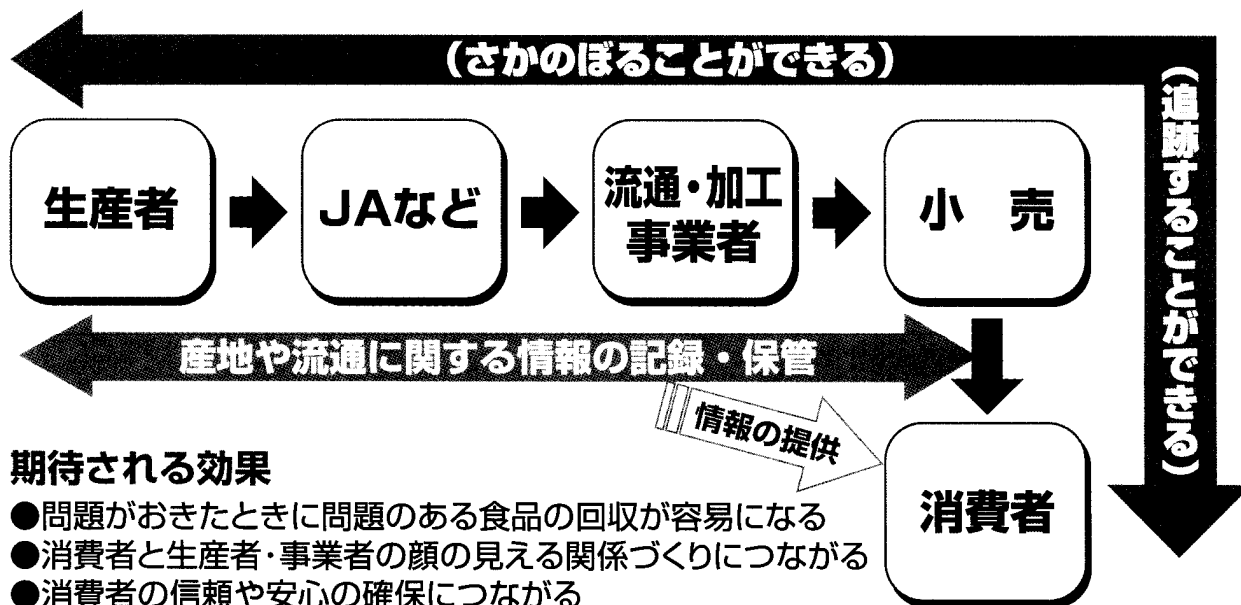 (さかのぼることができる)
(追跡することができる)
生産者
JAなど
流通・加工
事業者
小 売
産地や流通に関する情報の記録・保管
情報の提供
消費者
期待される効果
●問題がおきたときに問題のある食品の回収が容易になる
●消費者と生産者・事業者の顔の見える関係づくりにつながる
●消費者の信頼や安心の確保につながる